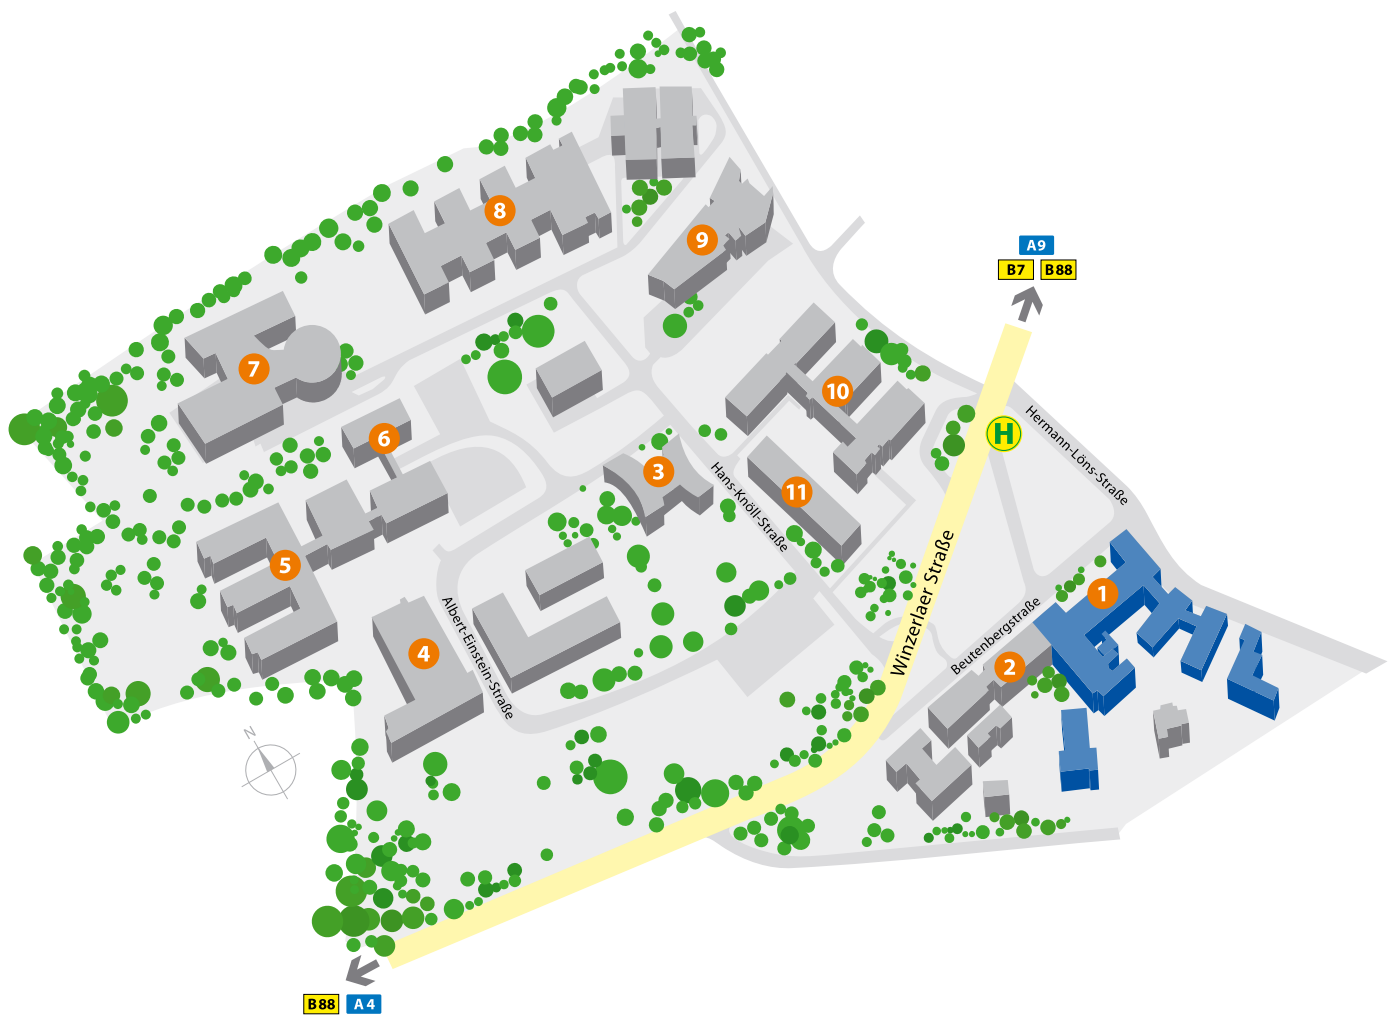 A9
B7 B88
8
9
7
10
H
Hermann-Löns-Straße
6
3
Hans-Knöll-Straße
11
5
Winzerlaer Straße
1
Beutenbergstraße
2
4
Albert-Einstein-Straße
N
B88 A 4